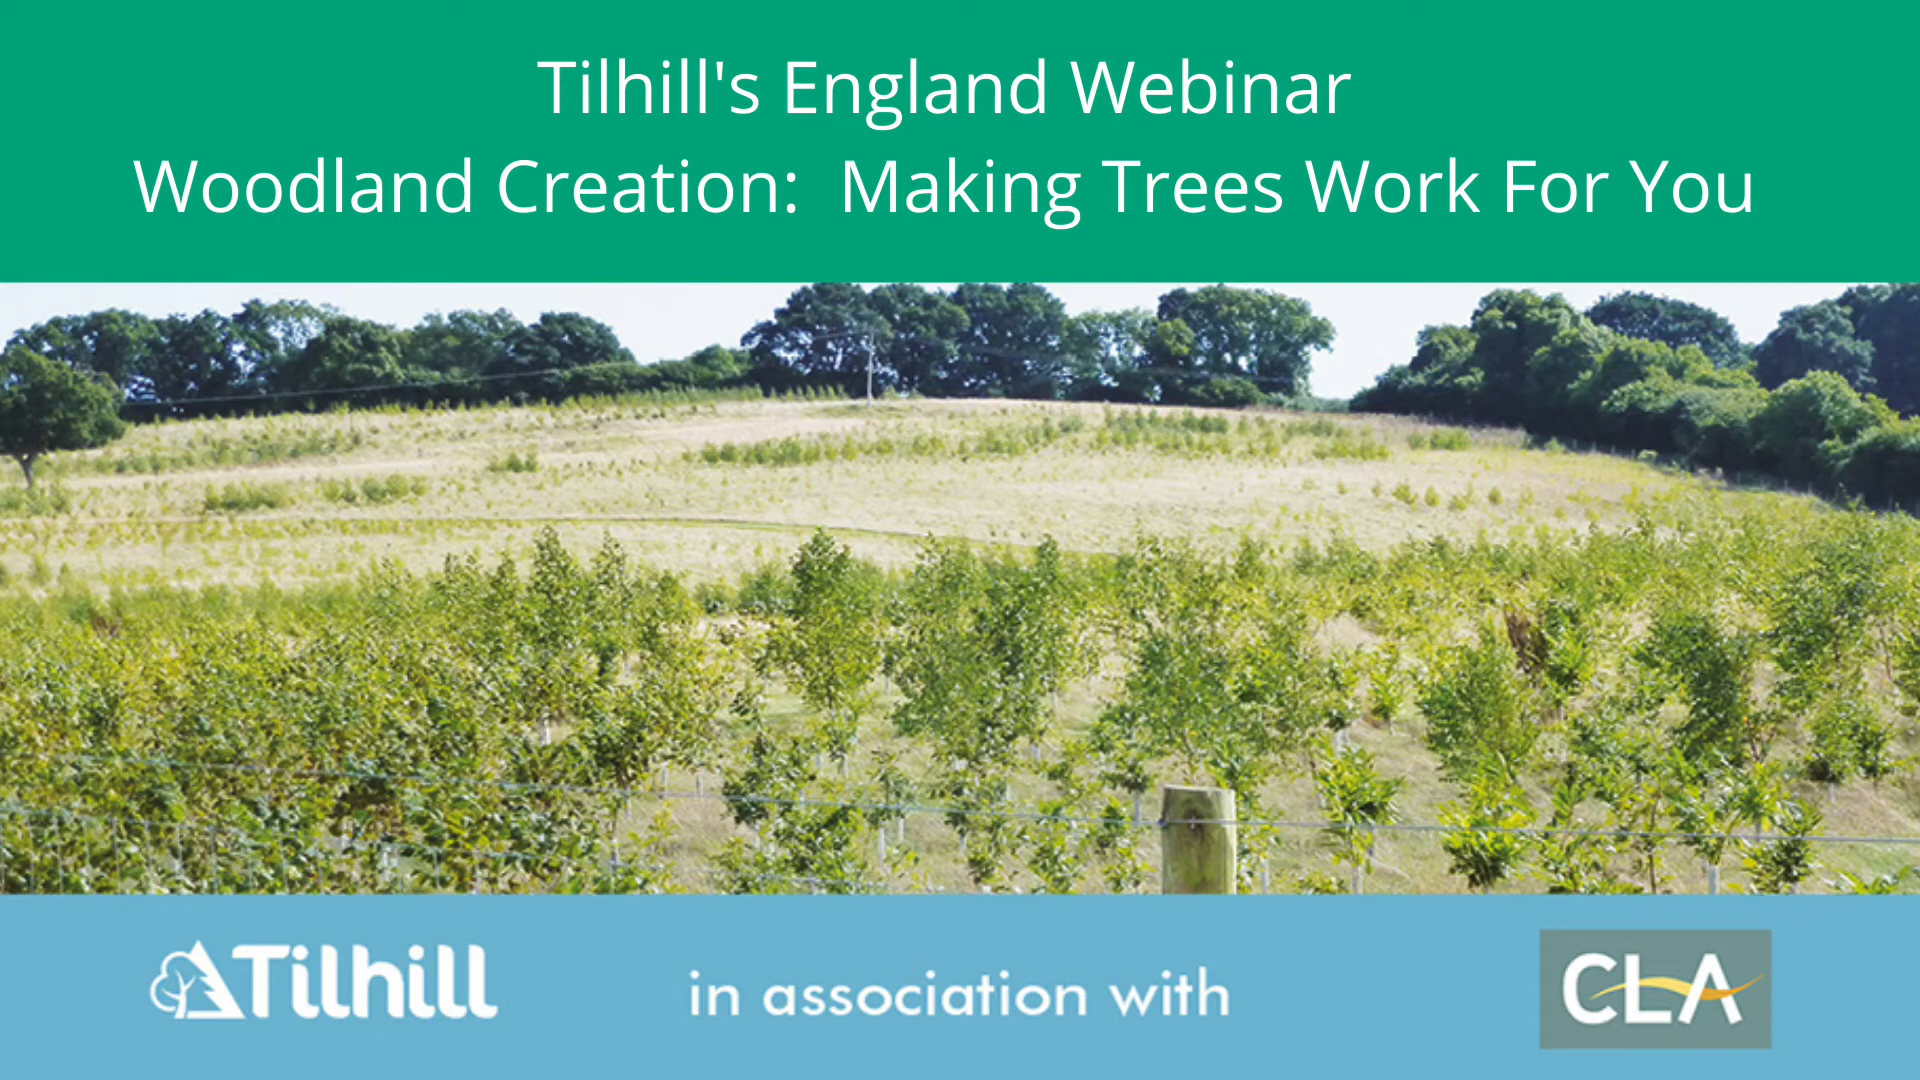 Tilhill's England Webinar
Woodland Creation:  Making Trees Work For You
Tilhill
in association with
CLA